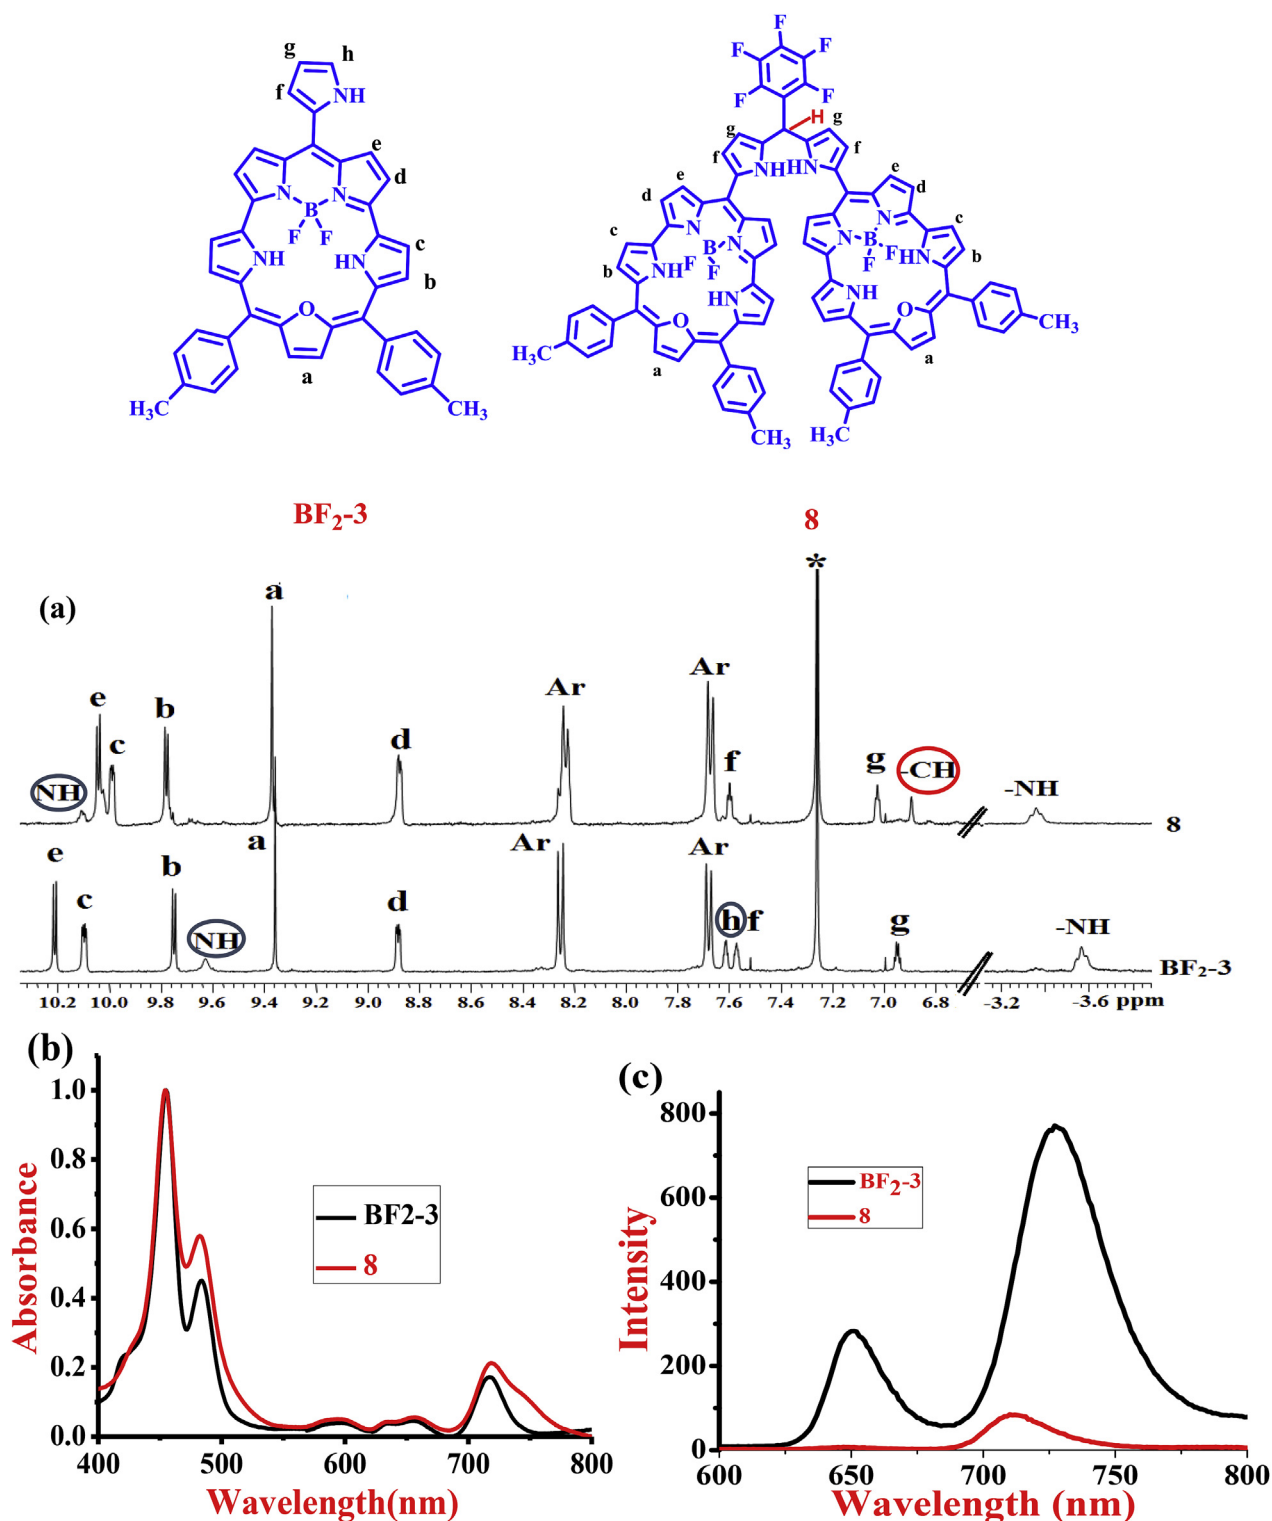 g h
f NH
e
d
N N
B
F F
NH HN
c
b
O
a
H₃C CH₃
F
F F
F F
H
g g
f NH HN f
d e e d
N N
c B N N B c
F F F F
b NH HN b
HN NH
O O
H₃C CH₃
a a
CH₃ H₃C
BF₂-3 8
(a)
a *
e c b d Ar Ar f g -CH -NH
NH
8
e c b NH a d Ar Ar h f g -NH
BF₂-3
10.2 10.0 9.8 9.6 9.4 9.2 9.0 8.8 8.6 8.4 8.2 8.0 7.8 7.6 7.4 7.2 7.0 6.8 -3.2 -3.6 ppm
(b)
Absorbance
1.0
0.8
0.6
0.4
0.2
0.0
400 500 600 700 800
Wavelength(nm)
BF2-3
8
(c)
Intensity
800
600
400
200
0
600 650 700 750 800
Wavelength (nm)
BF₂-3
8